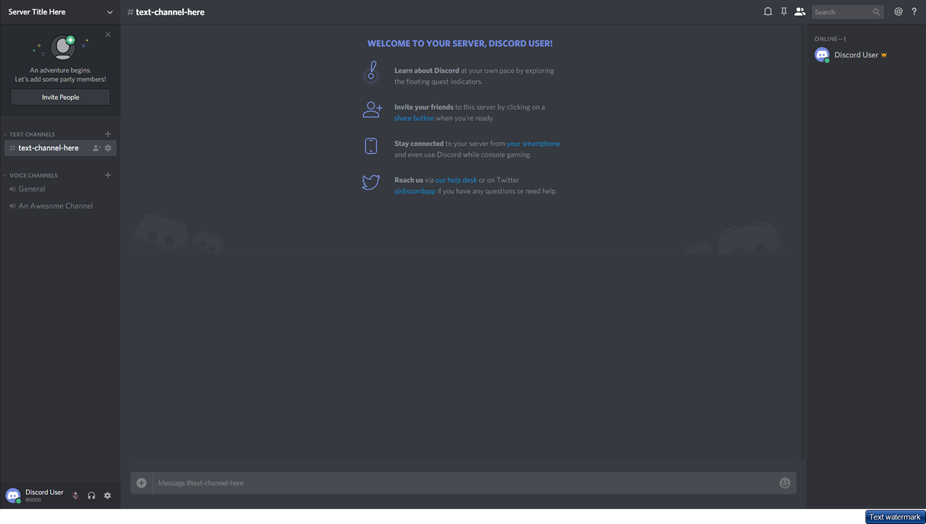 Server Title Here
# text-channel-here
Search
@
?
An adventure begins.
Let's add some party members!
Invite People
TEXT CHANNELS
# text-channel-here
VOICE CHANNELS
General
An Awesome Channel
WELCOME TO YOUR SERVER, DISCORD USER!
Learn about Discord at your own pace by exploring
the floating quest indicators.
Invite your friends to this server by clicking on a
share button when you're ready.
Stay connected to your server from your smartphone
and even use Discord while console gaming.
Reach us via our help desk or on Twitter
@discordapp if you have any questions or need help.
ONLINE—1
Discord User
Discord User
#0000
Message #text-channel-here
Text watermark